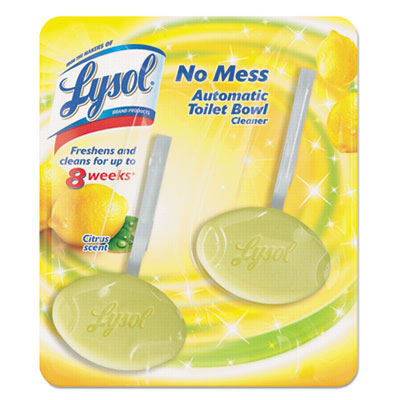 FROM THE MAKERS OF
Lysol
BRAND PRODUCTS
No Mess
Automatic
Toilet Bowl
Cleaner
Freshens and
cleans for up to
8 weeks*
Citrus
scent
Lysol
Lysol